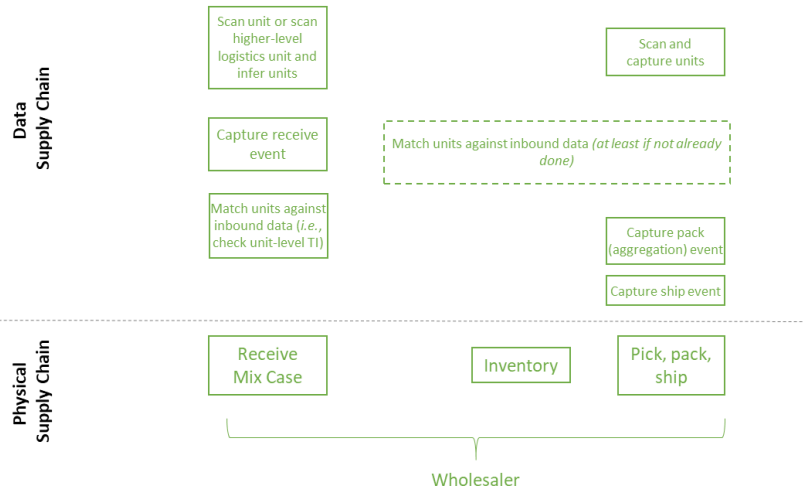 Scan unit or scan
higher-level
logistics unit and
infer units
Scan and
capture units
Data
Supply Chain
Capture receive
event
Match units against inbound data (at least if not already
done)
Match units against
inbound data (i.e.,
check unit-level TI)
Capture pack
(aggregation) event
Capture ship event
Physical
Supply Chain
Receive
Mix Case
Inventory
Pick, pack,
ship
Wholesaler